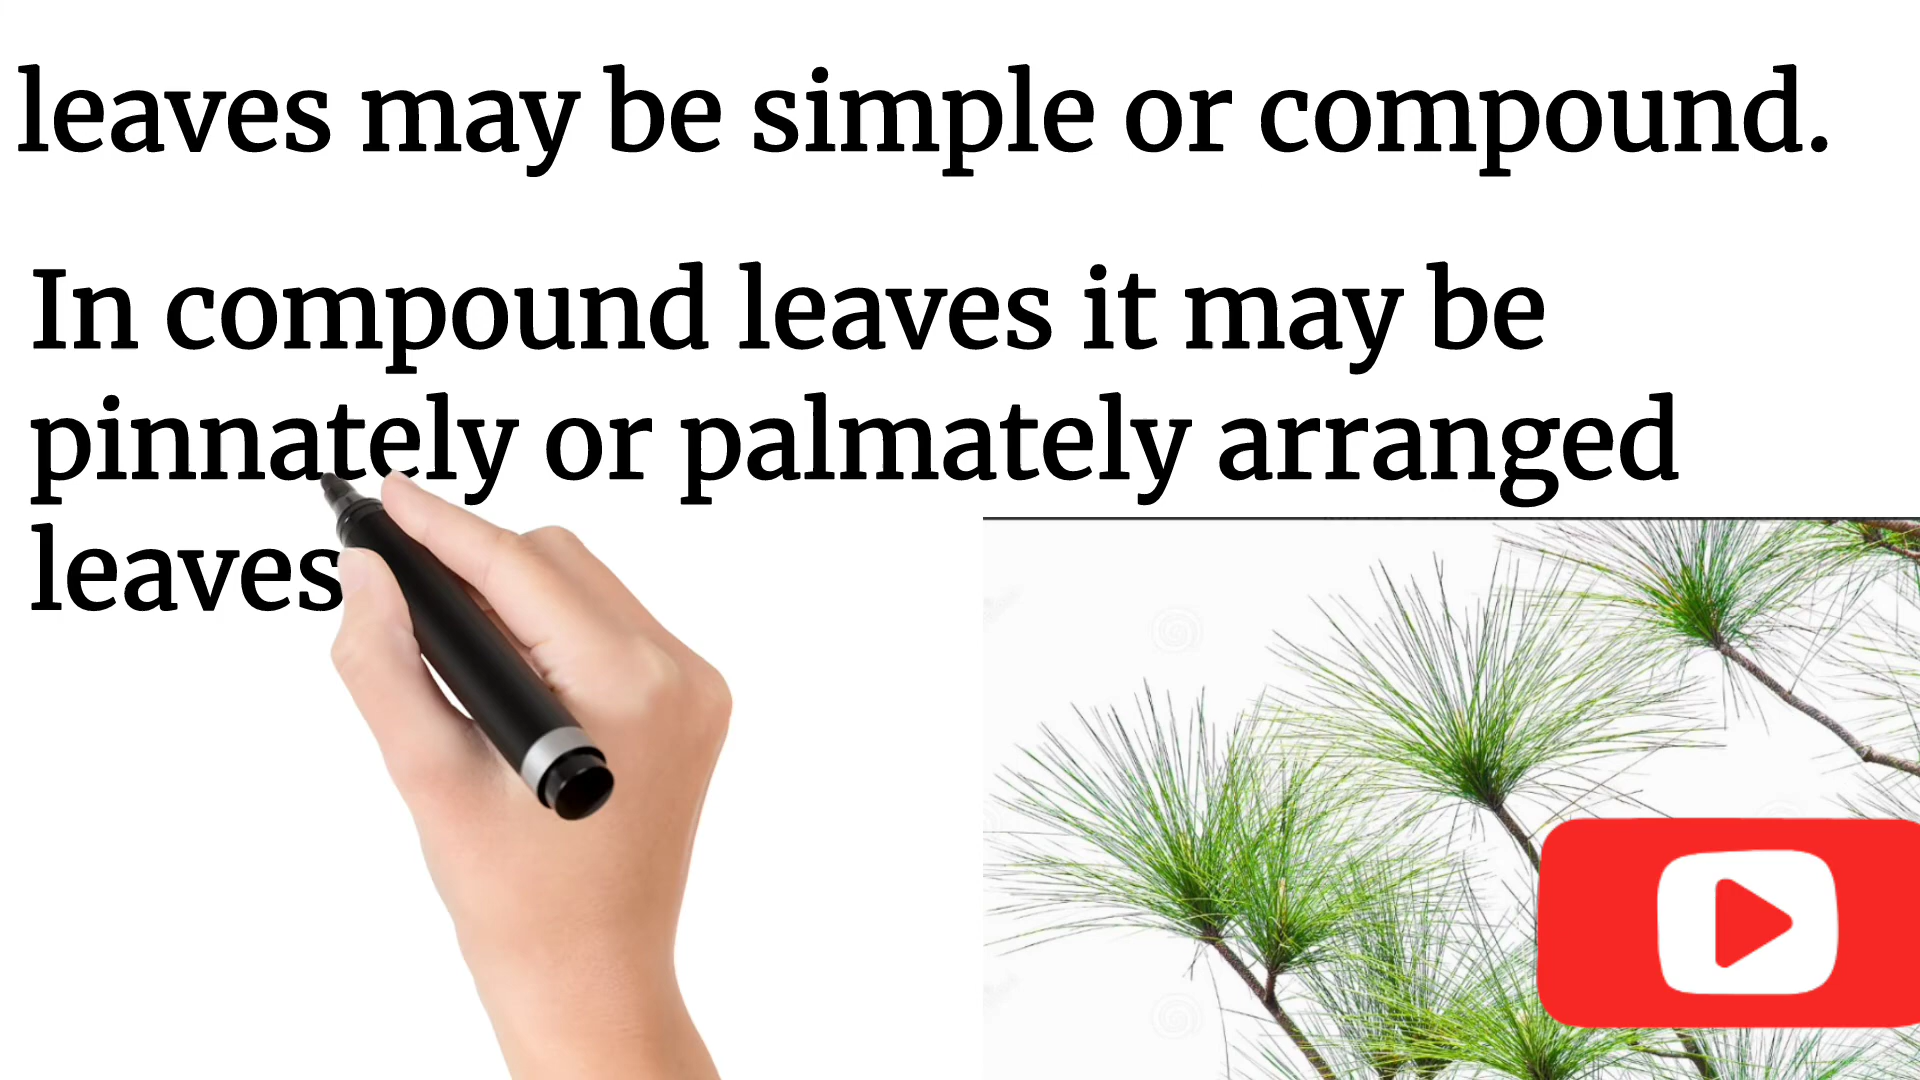 leaves may be simple or compound.
In compound leaves it may be
pinnately or palmately arranged
leaves